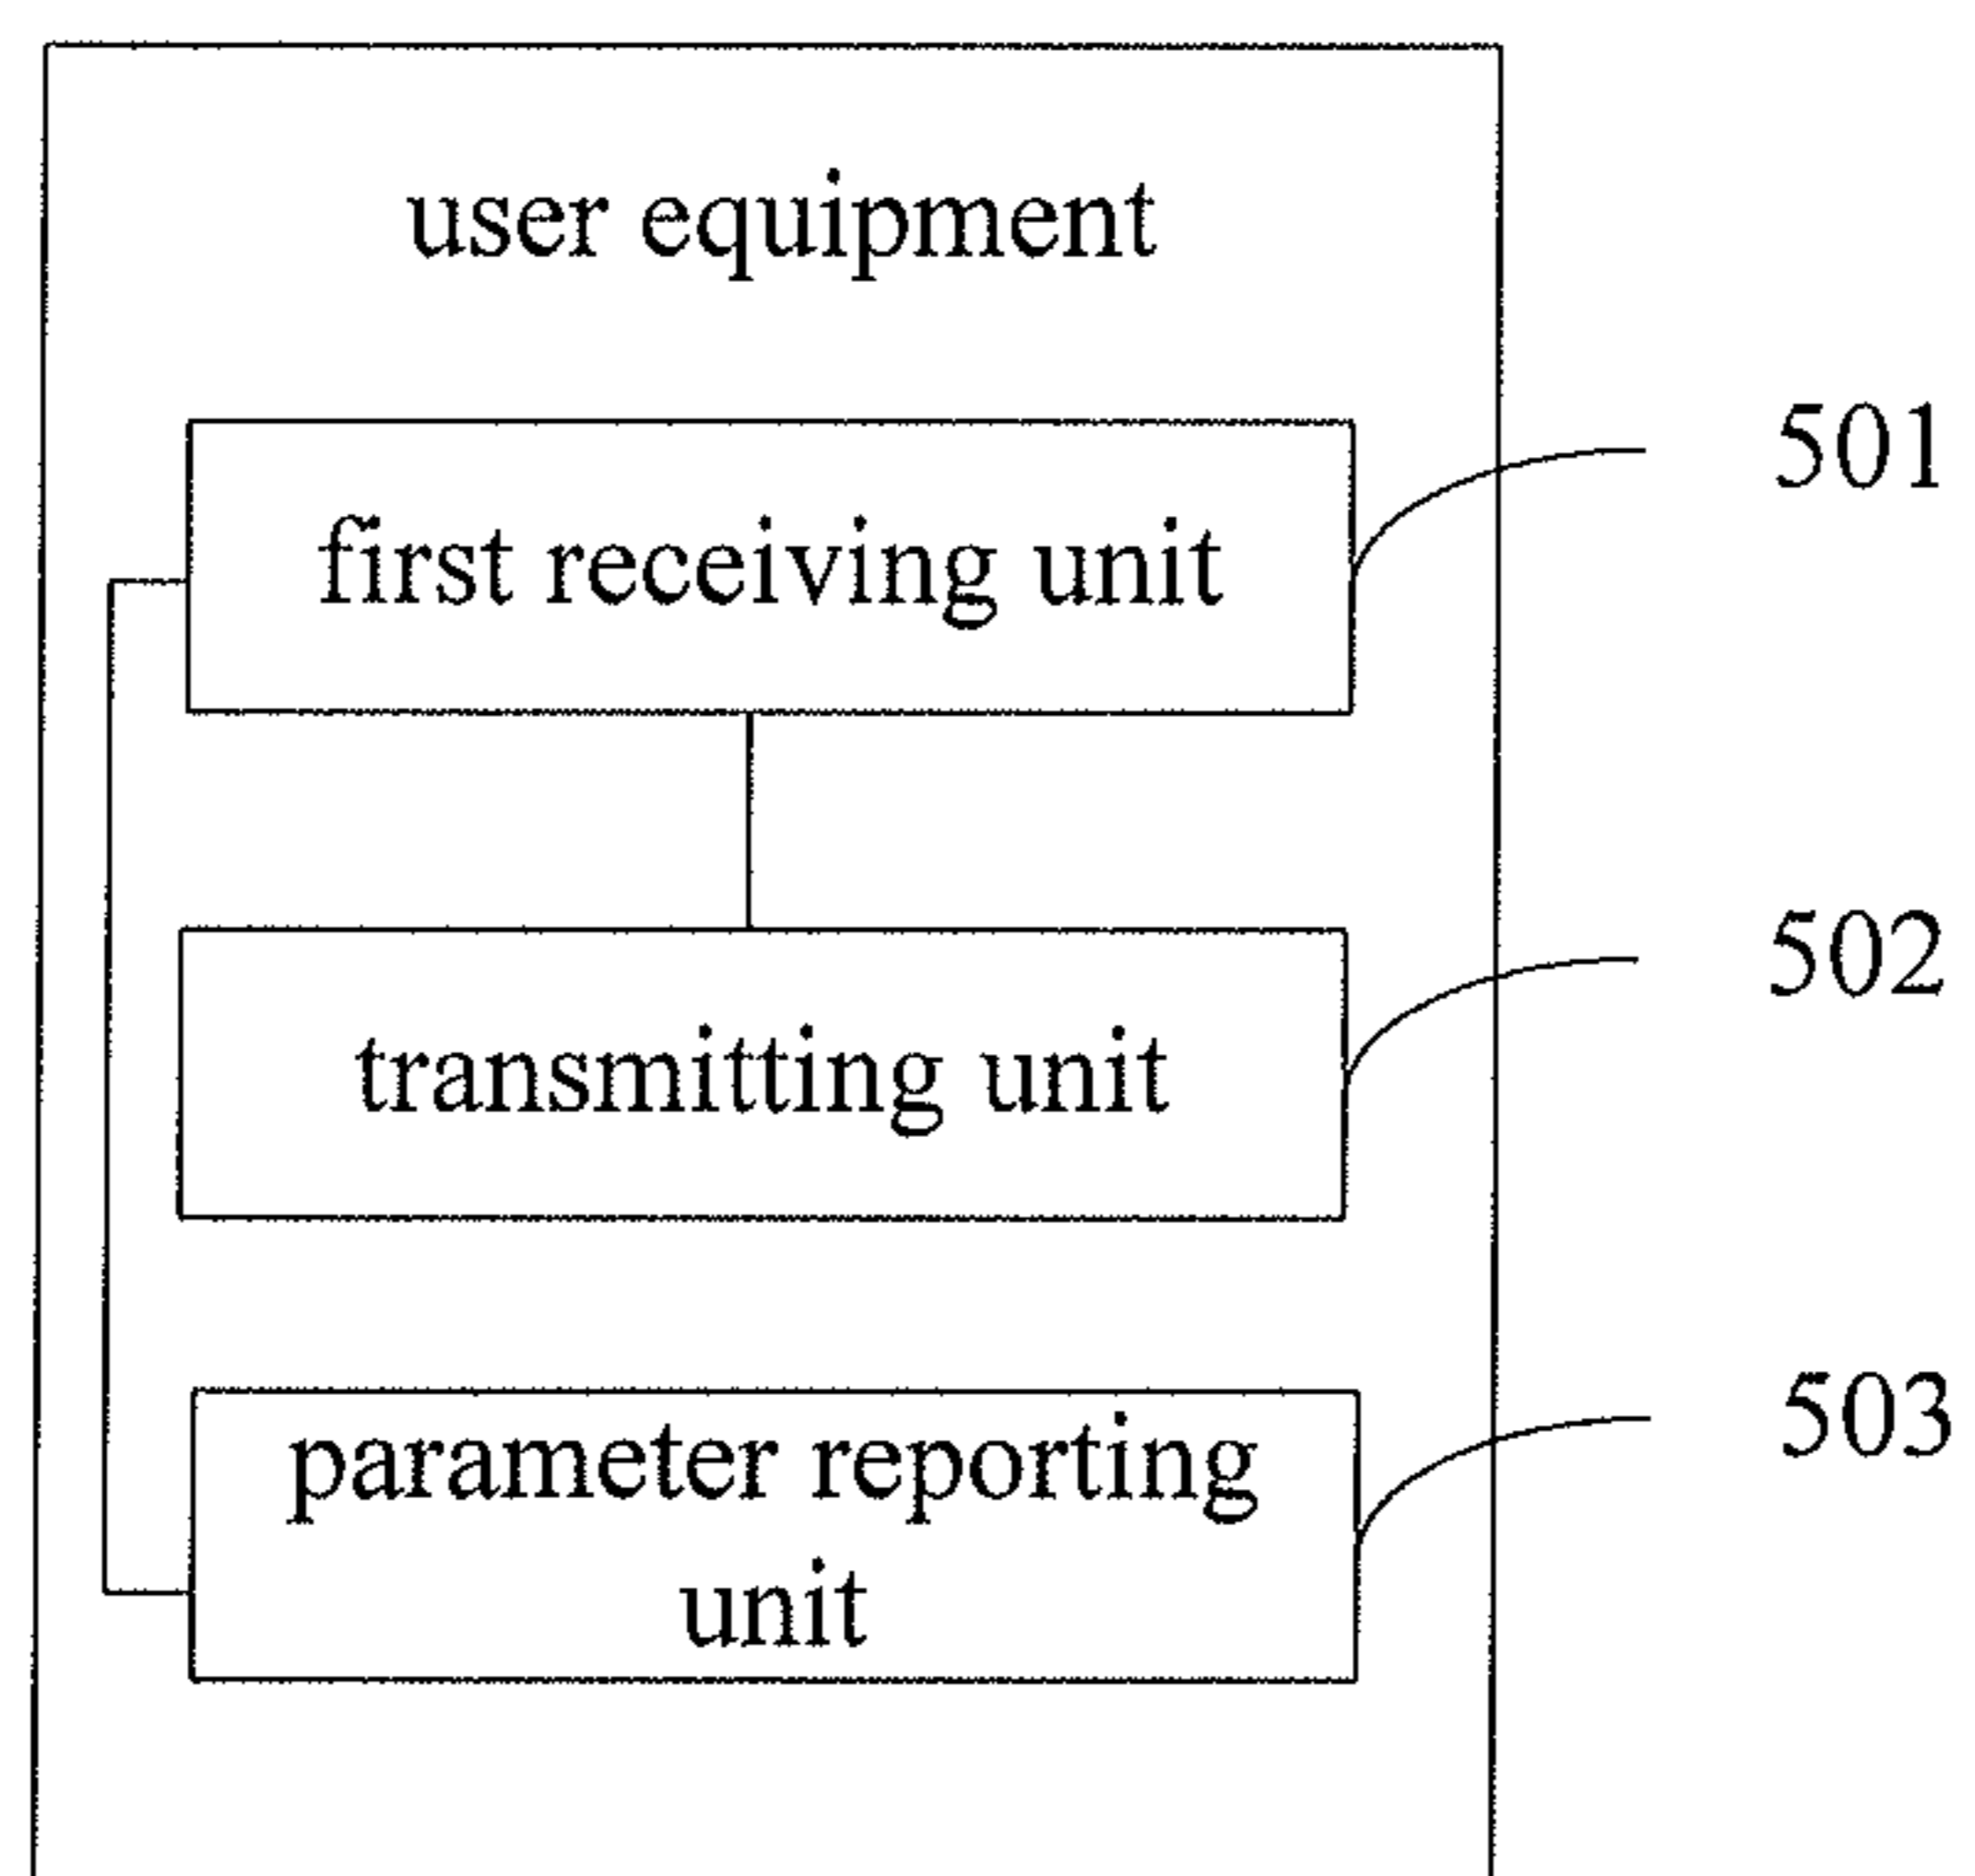 user equipment
first receiving unit
501
transmitting unit
502
parameter reporting
unit
503